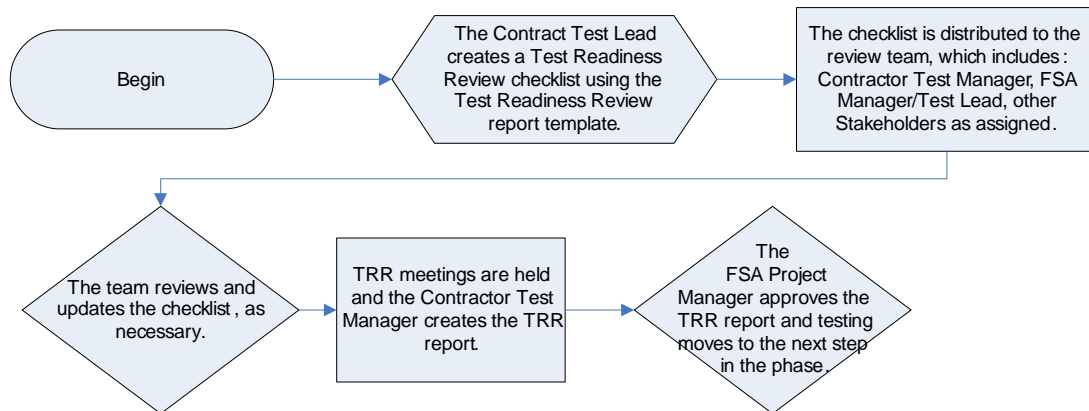 Begin
The Contract Test Lead
creates a Test Readiness
Review checklist using the
Test Readiness Review
report template.
The checklist is distributed to the
review team, which includes:
Contractor Test Manager, FSA
Manager/Test Lead, other
Stakeholders as assigned.
The team reviews and
updates the checklist, as
necessary.
TRR meetings are held
and the Contractor Test
Manager creates the TRR
report.
The
FSA Project
Manager approves the
TRR report and testing
moves to the next step
in the phase.